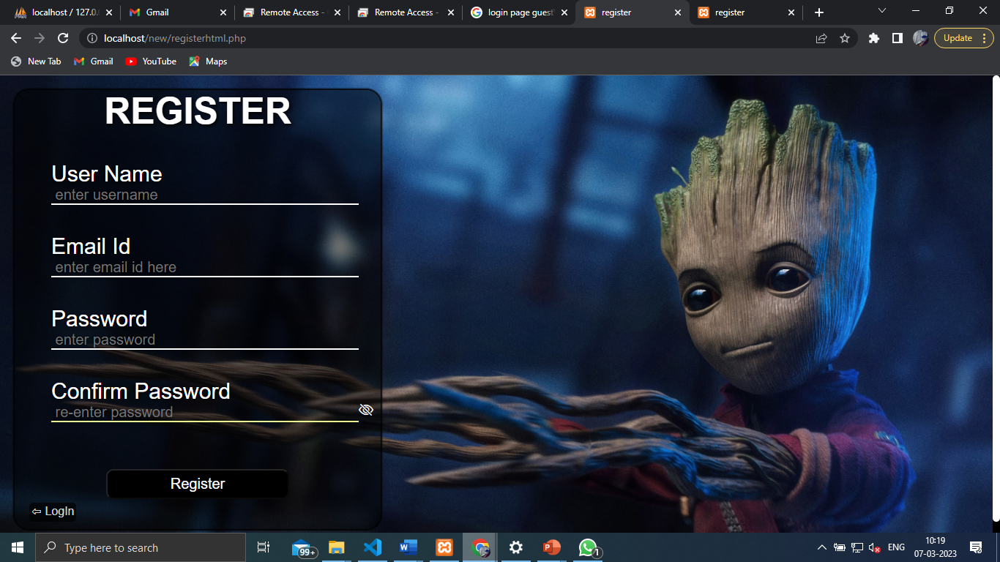 localhost / 127.0.
Gmail
Remote Access -
Remote Access -
login page guest
register
register
localhost/new/registerhtml.php
Update
New Tab
Gmail
YouTube
Maps
REGISTER
User Name
enter username
Email Id
enter email id here
Password
enter password
Confirm Password
re-enter password
Register
⇦ LogIn
Type here to search
99+
1
ENG
10:19
07-03-2023